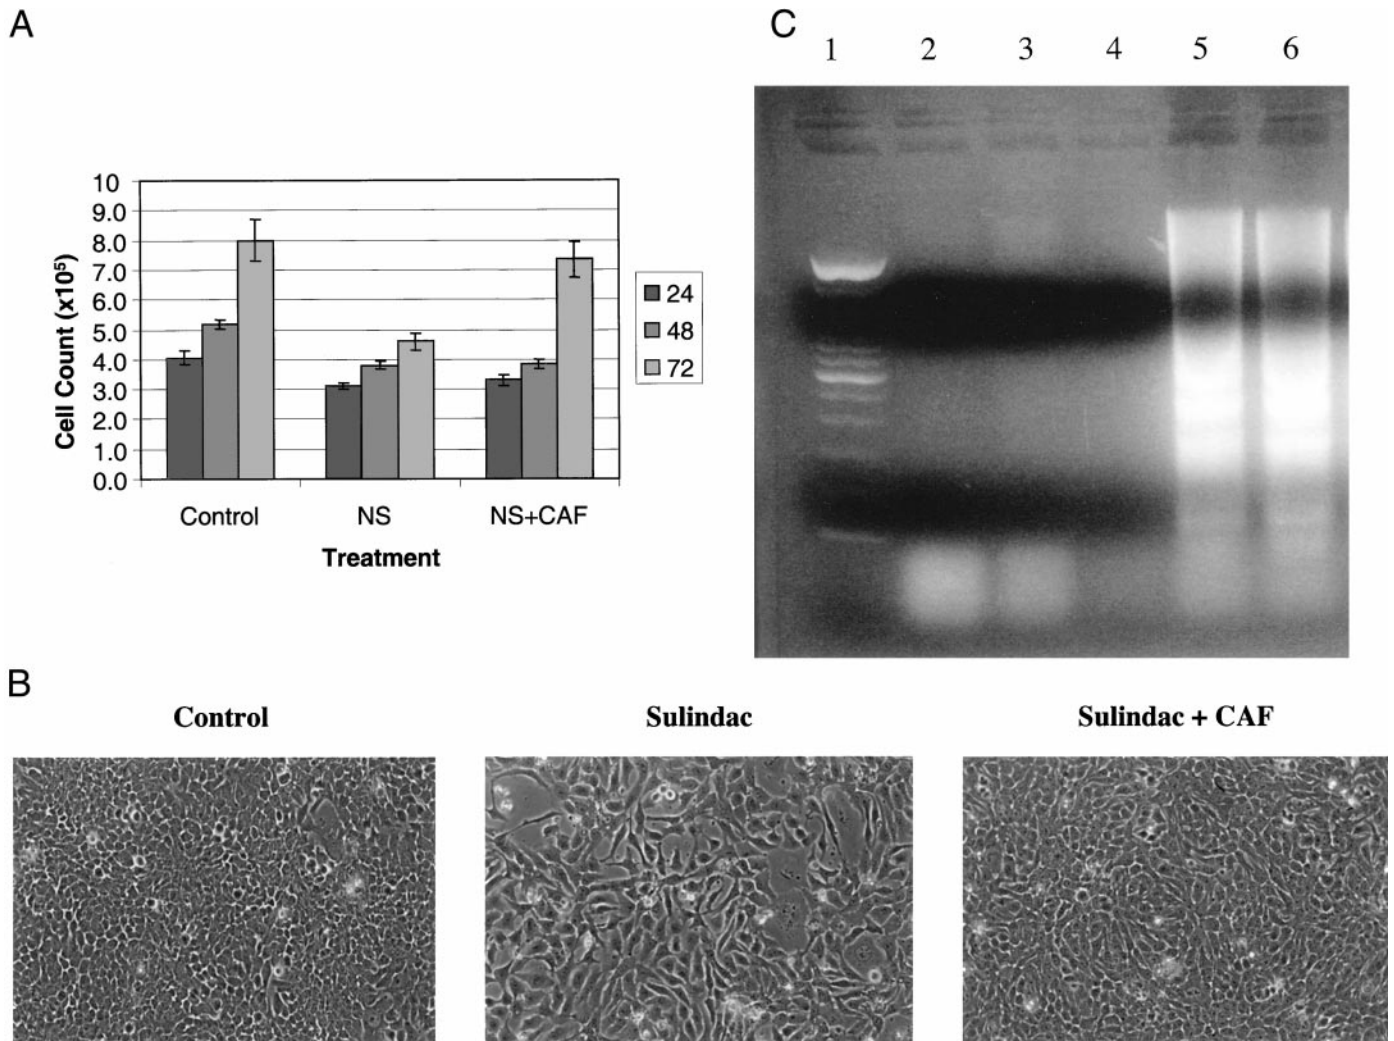 A
10
9.0
8.0
7.0
6.0
5.0
4.0
3.0
2.0
1.0
0.0
Cell Count (x10⁵)
Control NS NS+CAF
Treatment
24
48
72
C
1 2 3 4 5 6
B
Control Sulindac Sulindac + CAF